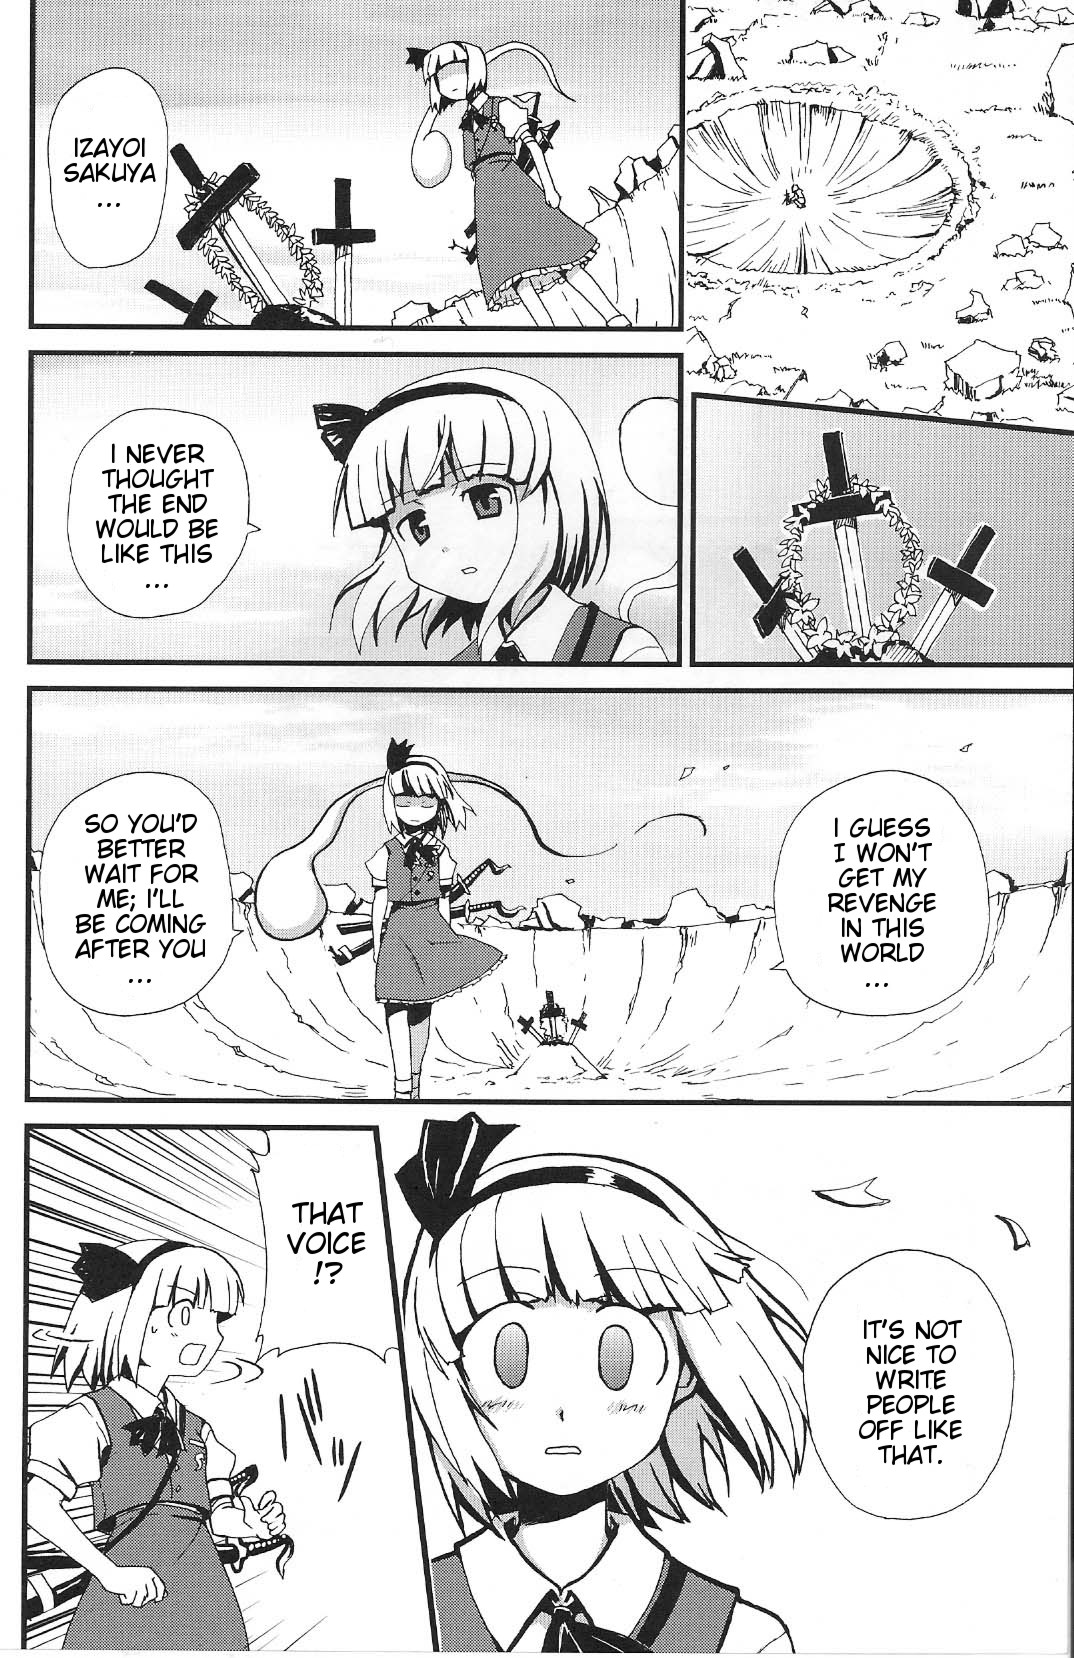 IZAYOI
SAKUYA
...
I NEVER
THOUGHT
THE END
WOULD BE
LIKE THIS
...
I GUESS
I WON'T
GET MY
REVENGE
IN THIS
WORLD
...
SO YOU'D
BETTER
WAIT FOR
ME; I'LL
BE COMING
AFTER YOU
...
IT'S NOT
NICE TO
WRITE
PEOPLE
OFF LIKE
THAT.
THAT
VOICE
!?